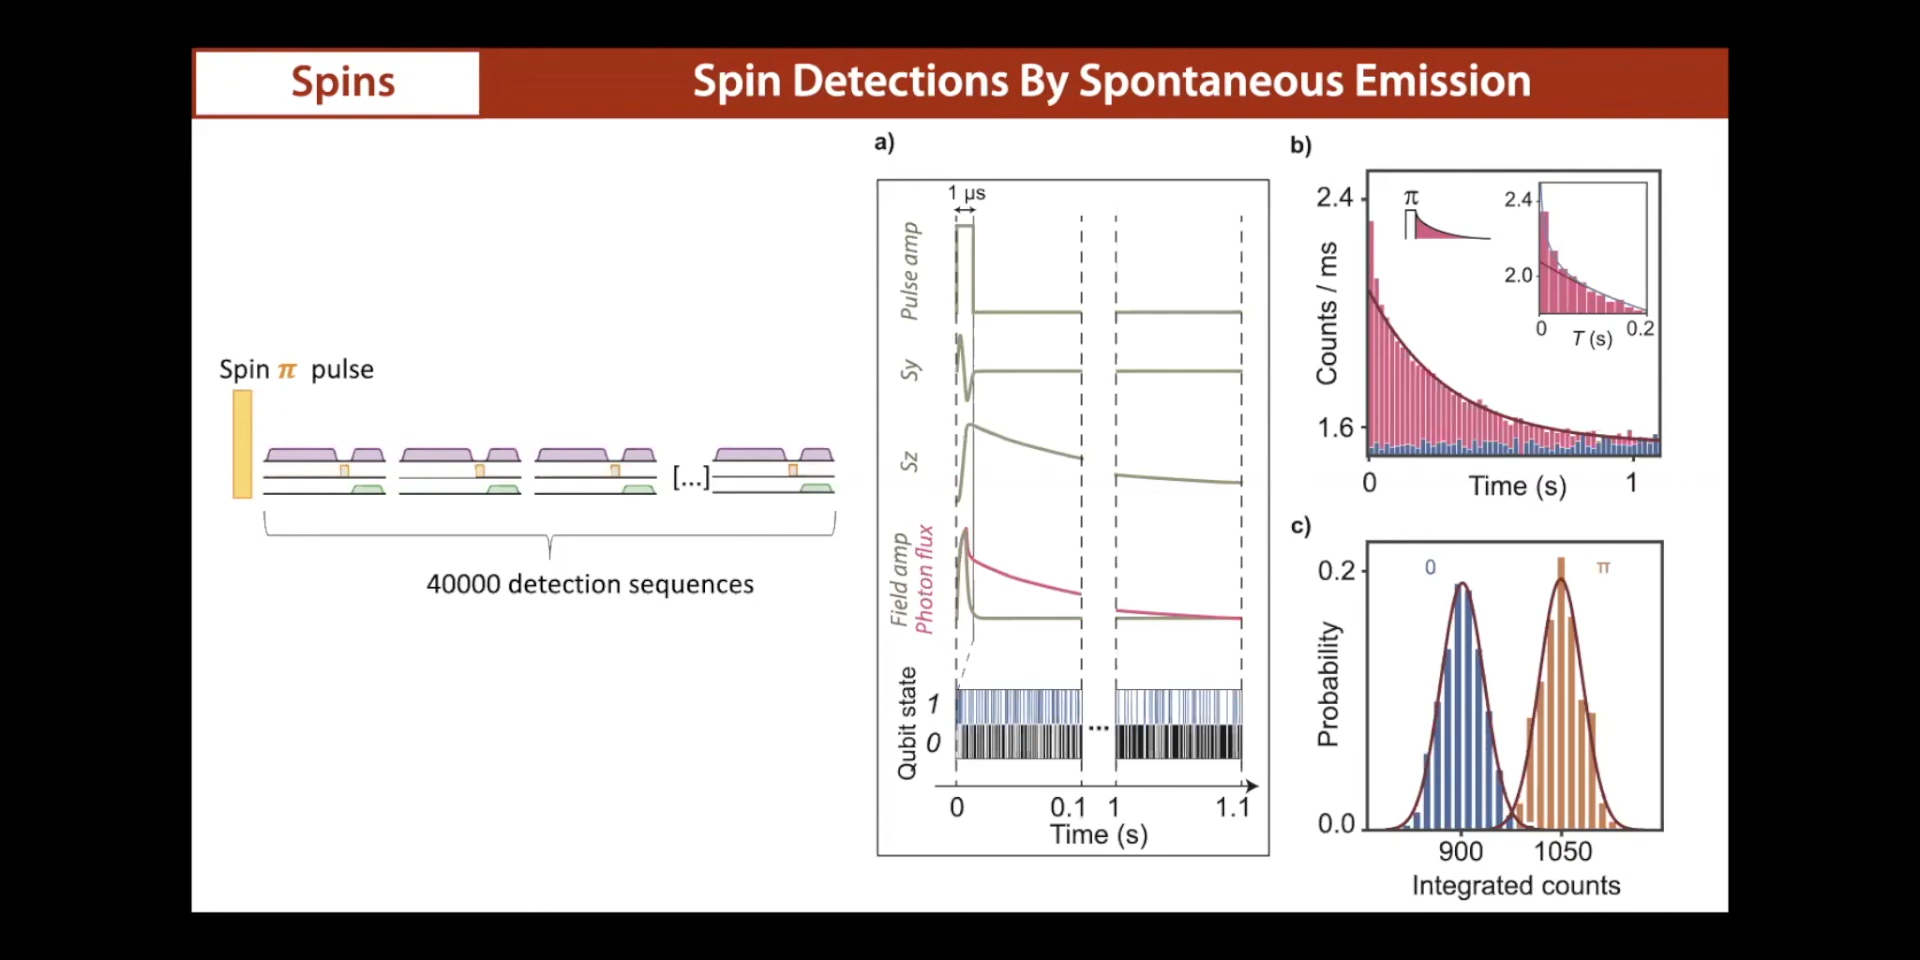 Spins
Spin Detections By Spontaneous Emission
Spin π pulse
[...]
40000 detection sequences
a)
1 µs
Pulse amp
Sy
Sz
Field amp
Photon flux
Qubit state
1
0
...
0 0.1 1 1.1
Time (s)
b)
Counts / ms
2.4
1.6
π
2.4
2.0
0 0.2
T (s)
0 1
Time (s)
c)
Probability
0.2
0.0
0 π
900 1050
Integrated counts